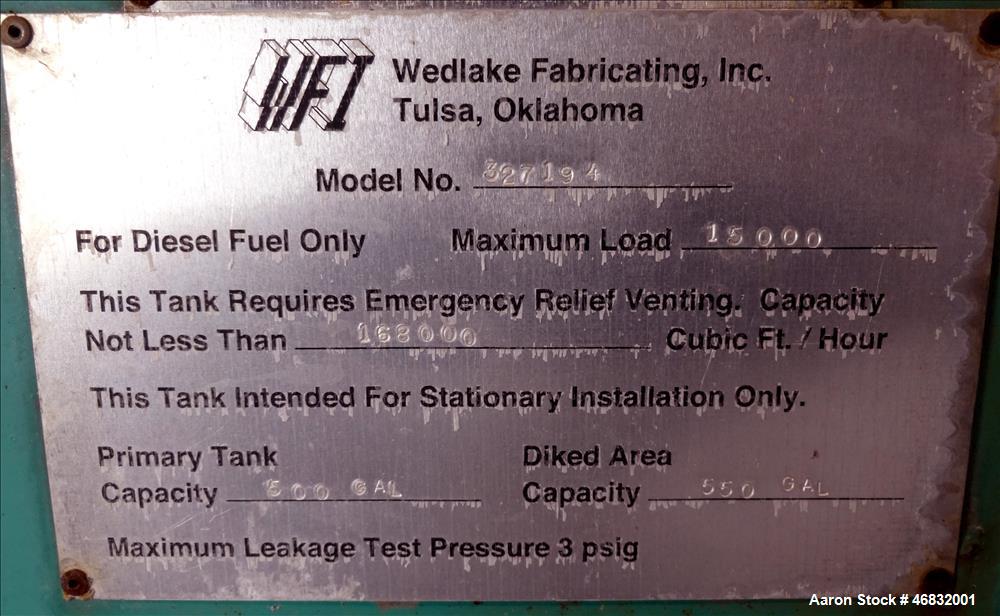 WFI
Wedlake Fabricating, Inc.
Tulsa, Oklahoma
Model No. 327194
For Diesel Fuel Only Maximum Load 15000
This Tank Requires Emergency Relief Venting. Capacity
Not Less Than 168000 Cubic Ft. / Hour
This Tank Intended For Stationary Installation Only.
Primary Tank Diked Area
Capacity 500 GAL Capacity 550 GAL
Maximum Leakage Test Pressure 3 psig
Aaron Stock # 46832001